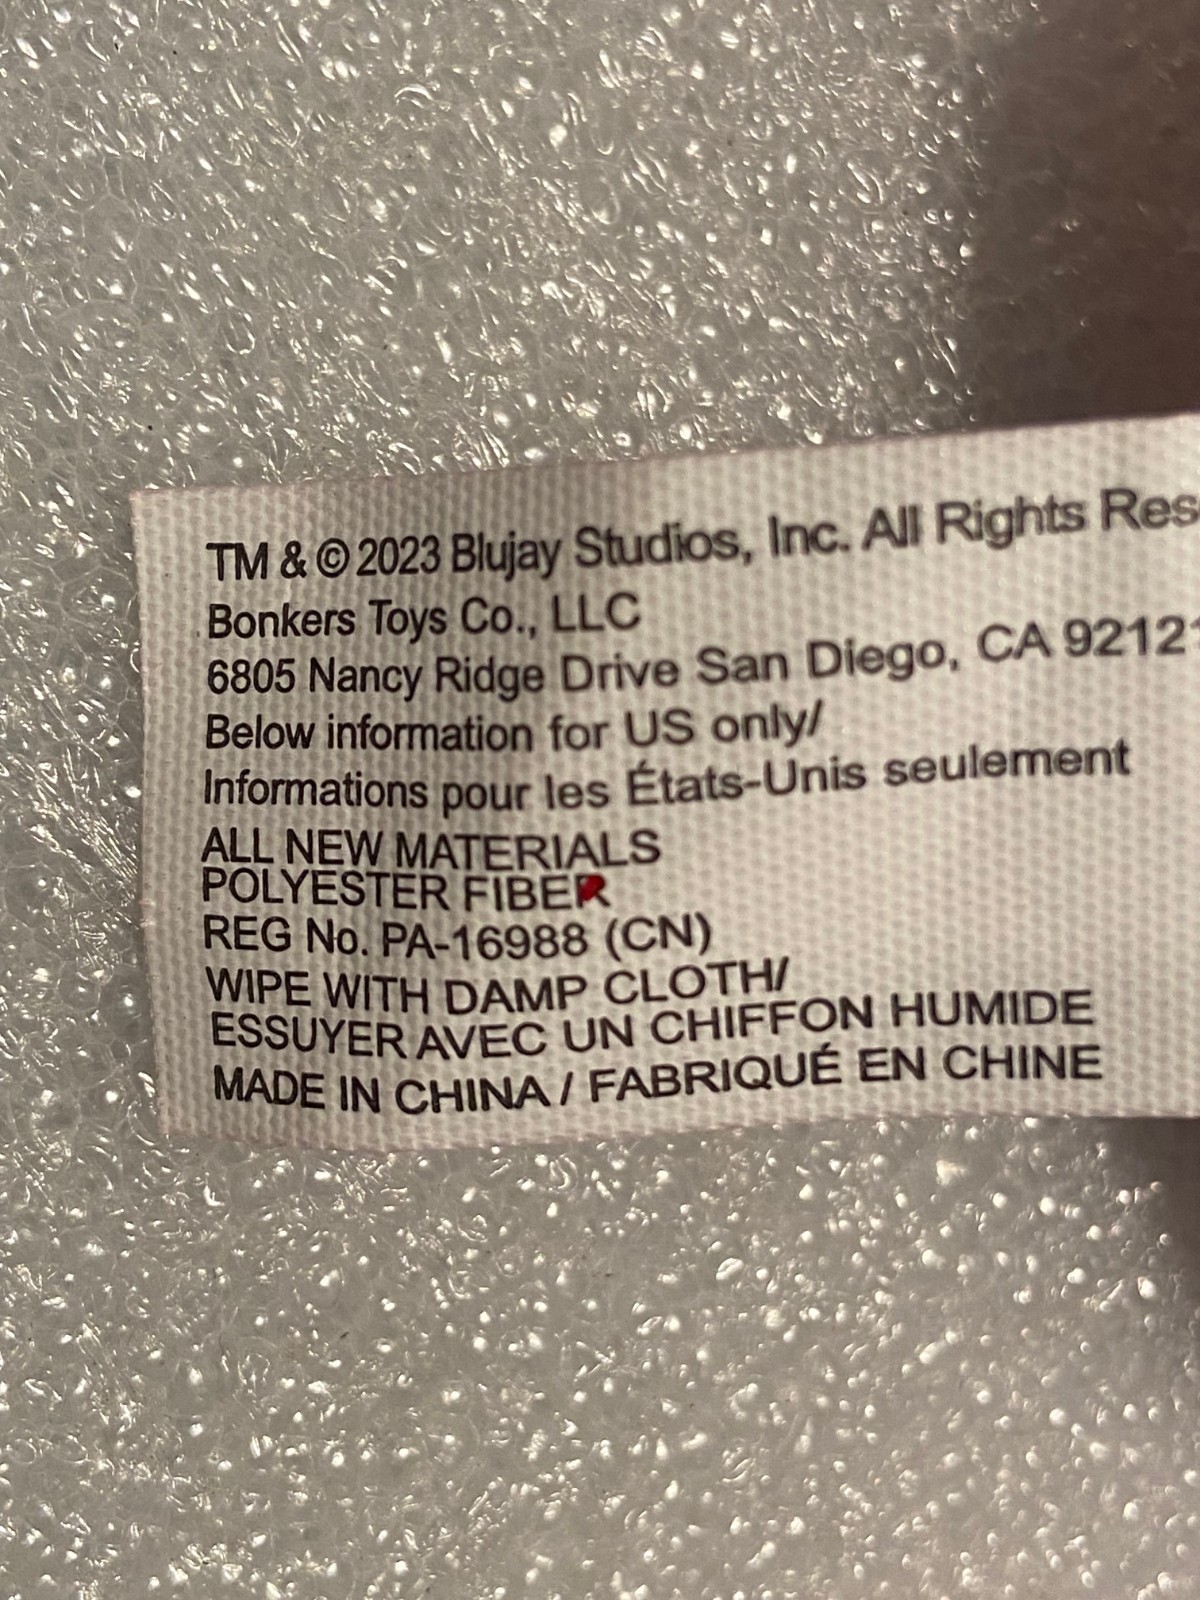 TM & © 2023 Blujay Studios, Inc. All Rights Res
Bonkers Toys Co., LLC
6805 Nancy Ridge Drive San Diego, CA 92121
Below information for US only/
Informations pour les États-Unis seulement
ALL NEW MATERIALS
POLYESTER FIBER
REG No. PA-16988 (CN)
WIPE WITH DAMP CLOTH/
ESSUYER AVEC UN CHIFFON HUMIDE
MADE IN CHINA / FABRIQUÉ EN CHINE